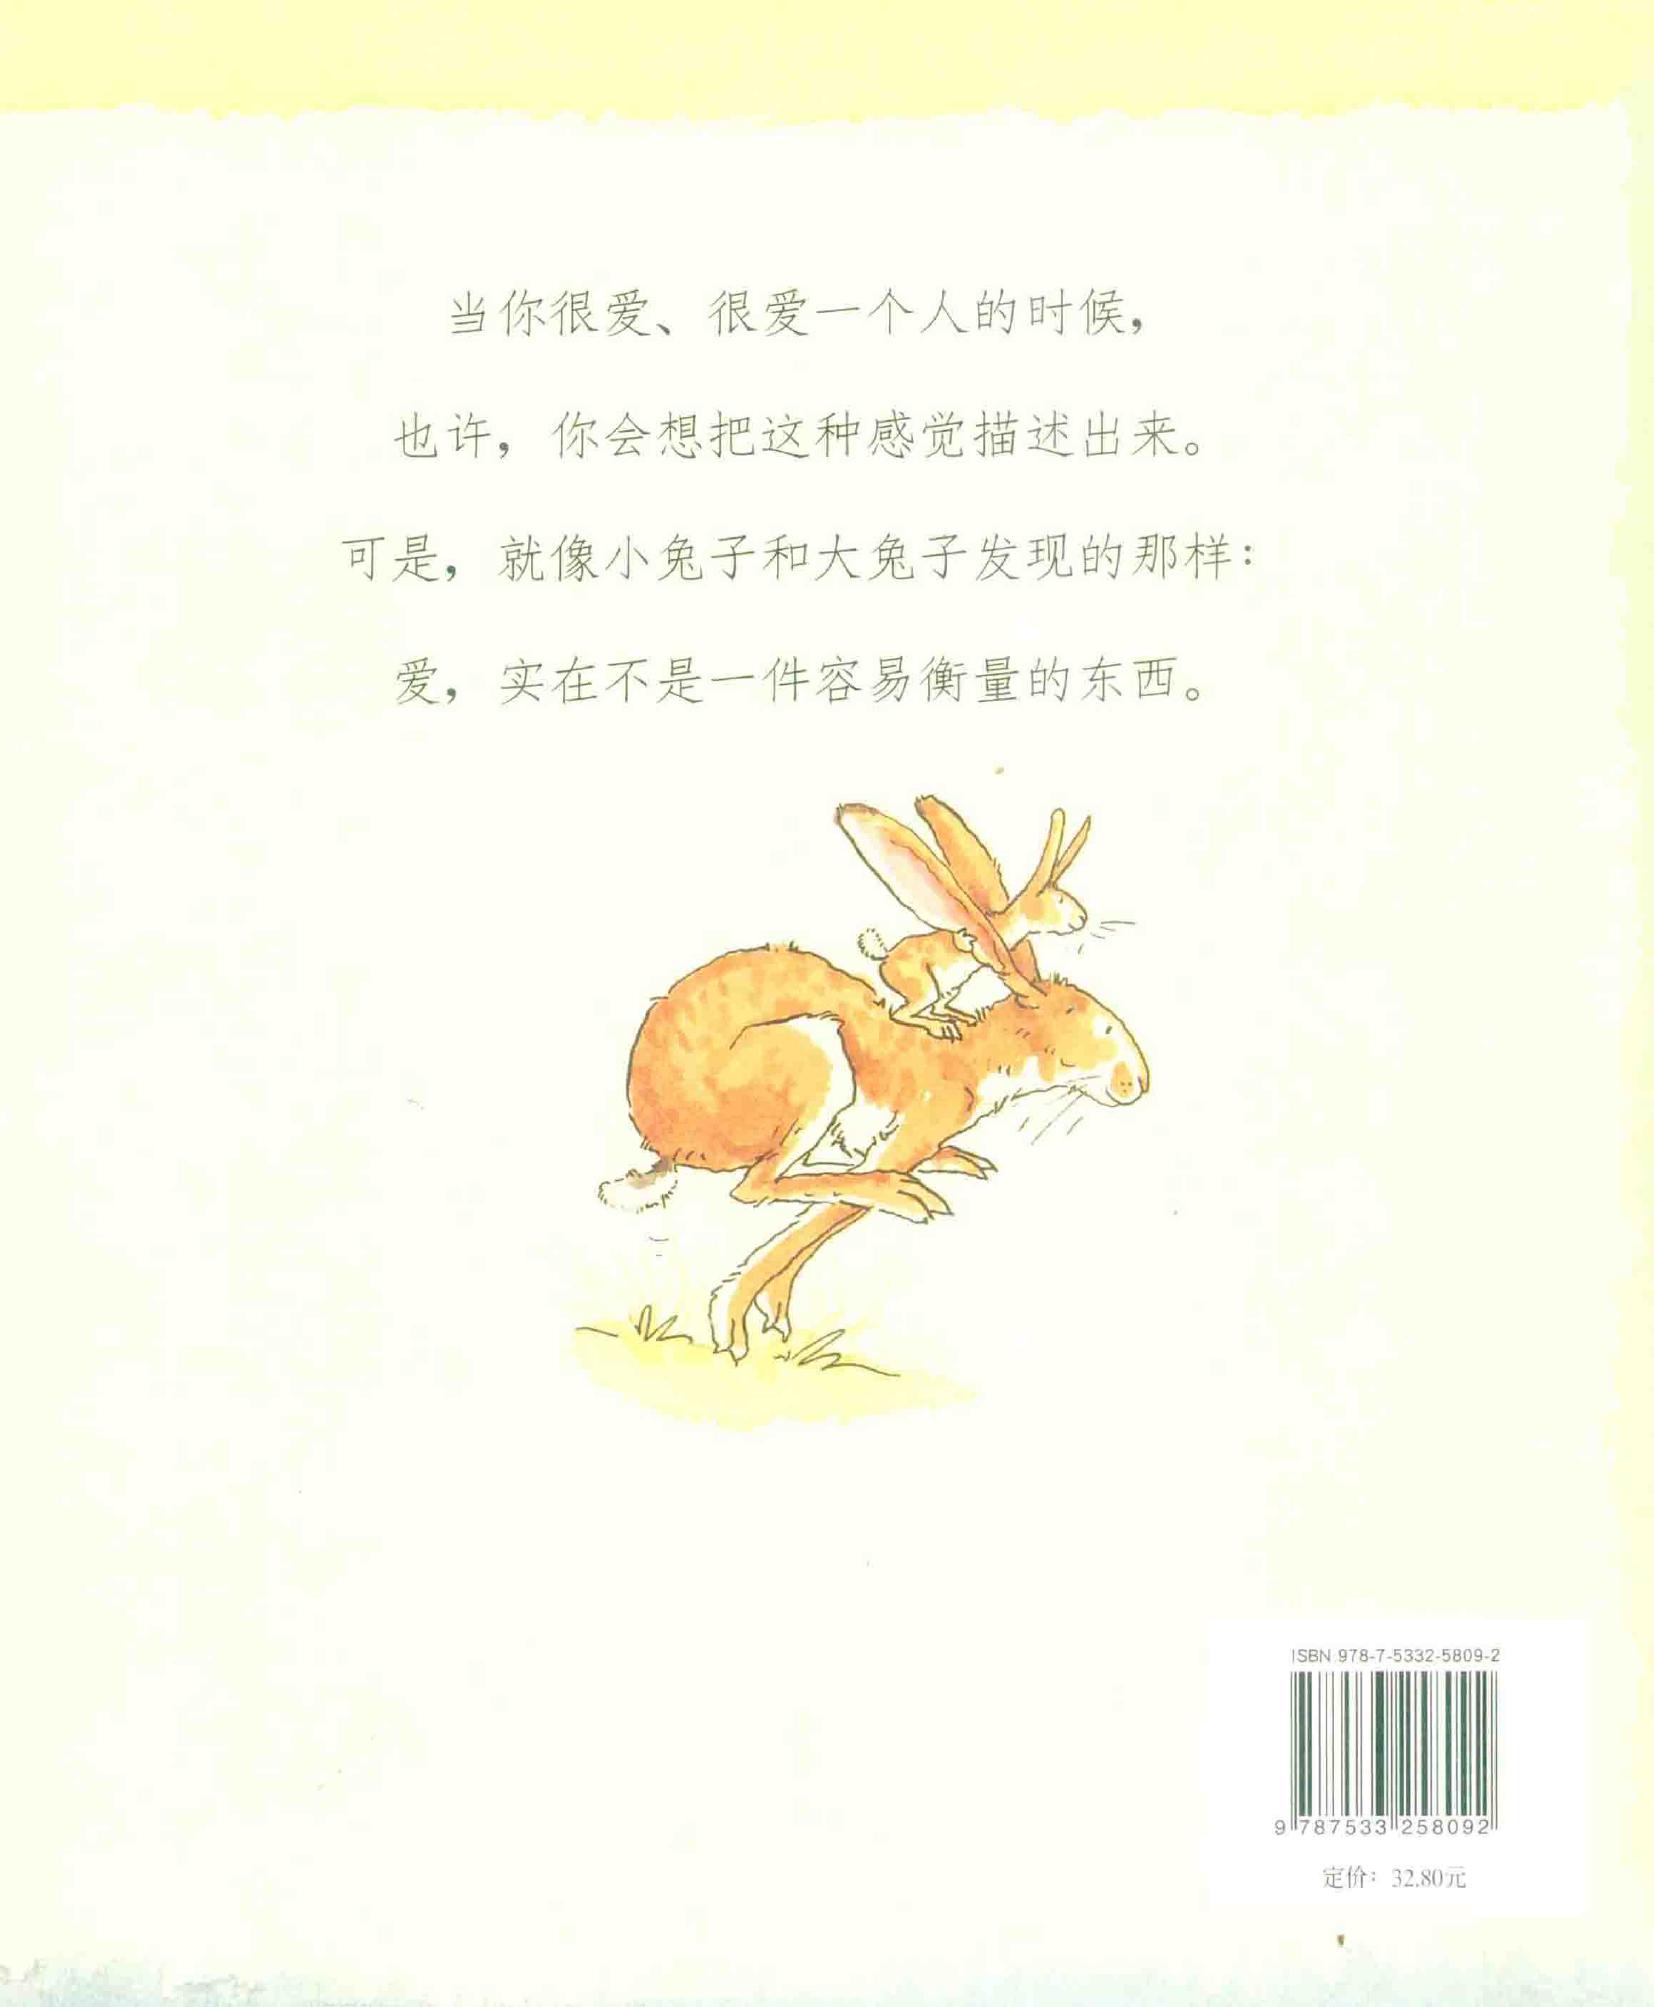 当你很爱、很爱一个人的时候，
也许，你会想把这种感觉描述出来。
可是，就像小兔子和大兔子发现的那样：
爱，实在不是一件容易衡量的东西。
ISBN 978-7-5332-5809-2
9 787533 258092
定价：32.80元